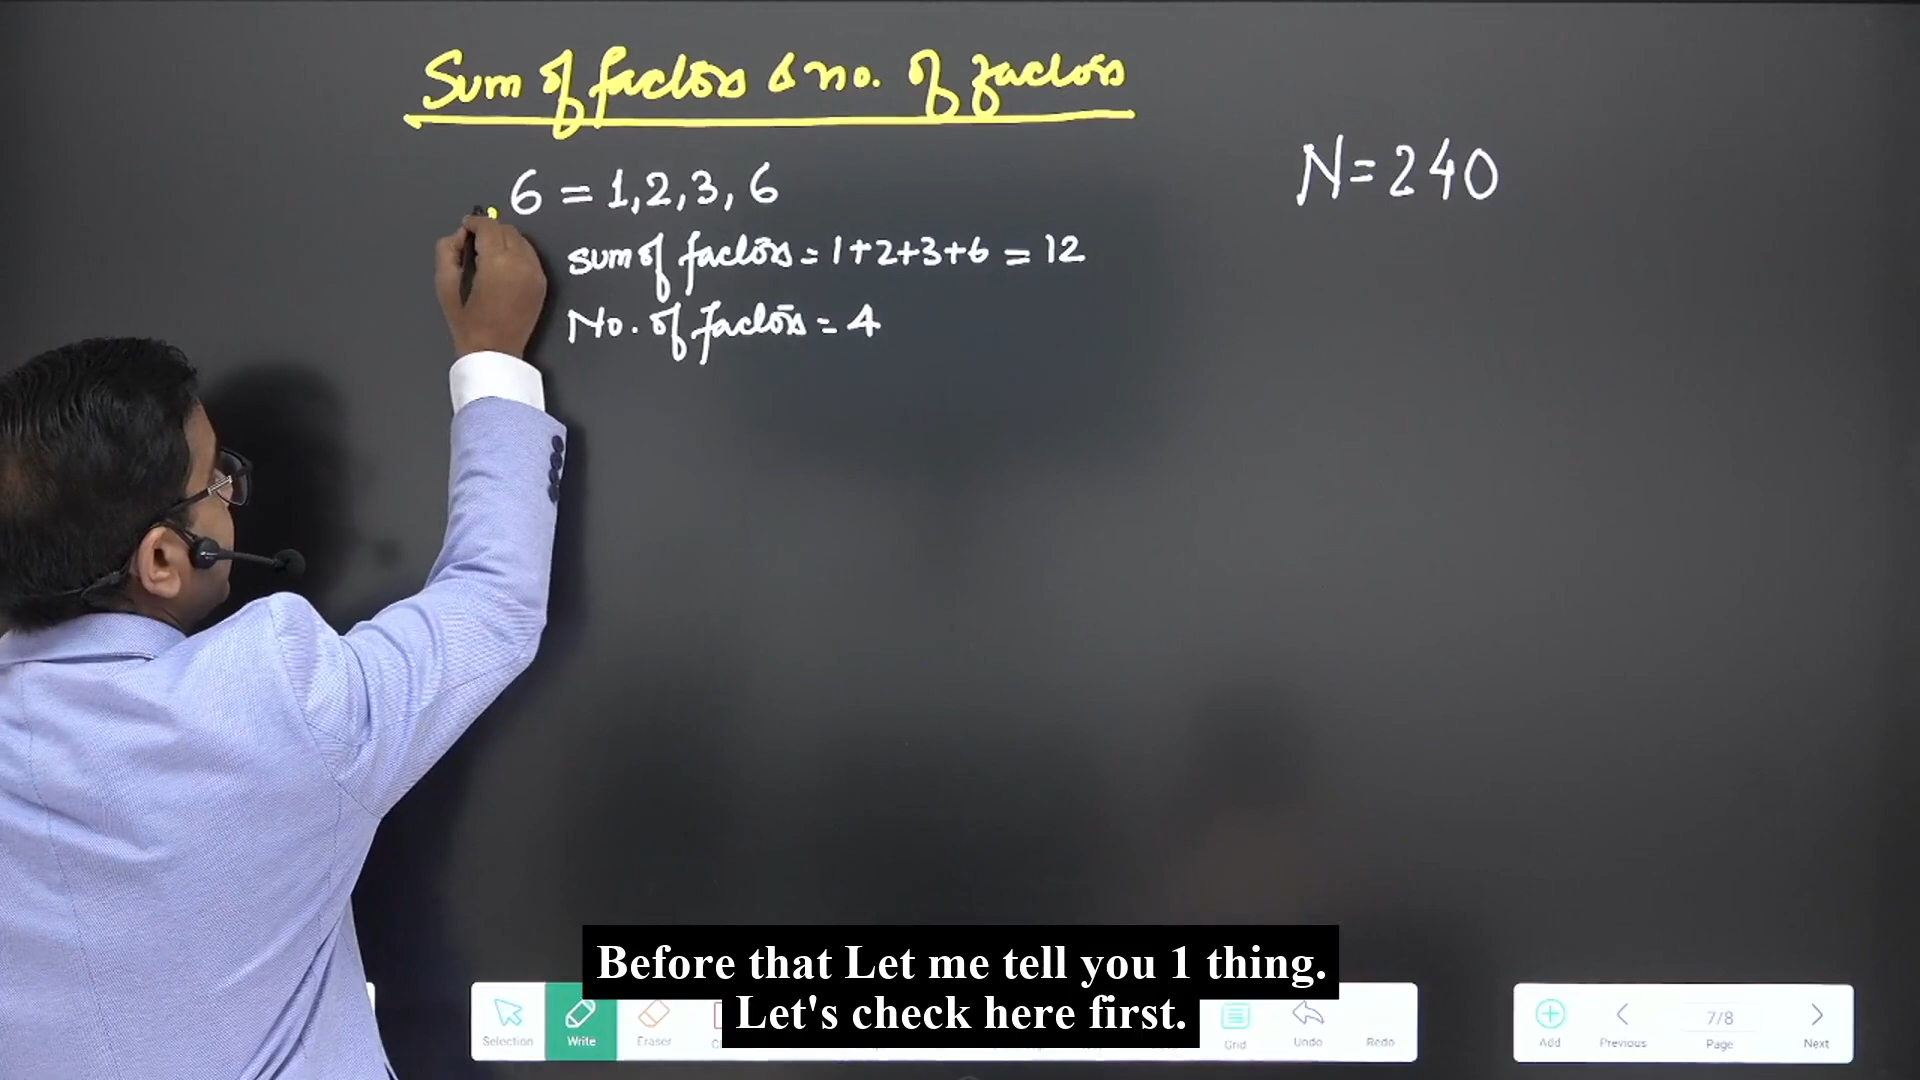 Sum of factors & no. of factors
N=240
6 = 1,2,3,6
sum of factors = 1+2+3+6 = 12
No. of factors = 4
Before that Let me tell you 1 thing.
Let's check here first.
Selection Write Eraser Grid Undo Redo
Add Previous 7/8 Page Next